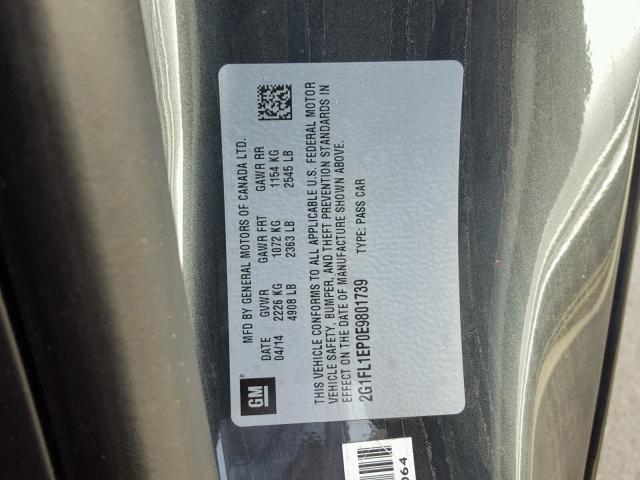 GM
®
MFD BY GENERAL MOTORS OF CANADA LTD.
DATE GVWR GAWR FRT GAWR RR
04/14 2226 KG 1072 KG 1154 KG
4908 LB 2363 LB 2545 LB
THIS VEHICLE CONFORMS TO ALL APPLICABLE U.S. FEDERAL MOTOR
VEHICLE SAFETY, BUMPER, AND THEFT PREVENTION STANDARDS IN
EFFECT ON THE DATE OF MANUFACTURE SHOWN ABOVE.
2G1FL1EP0E9801739 TYPE: PASS CAR
064